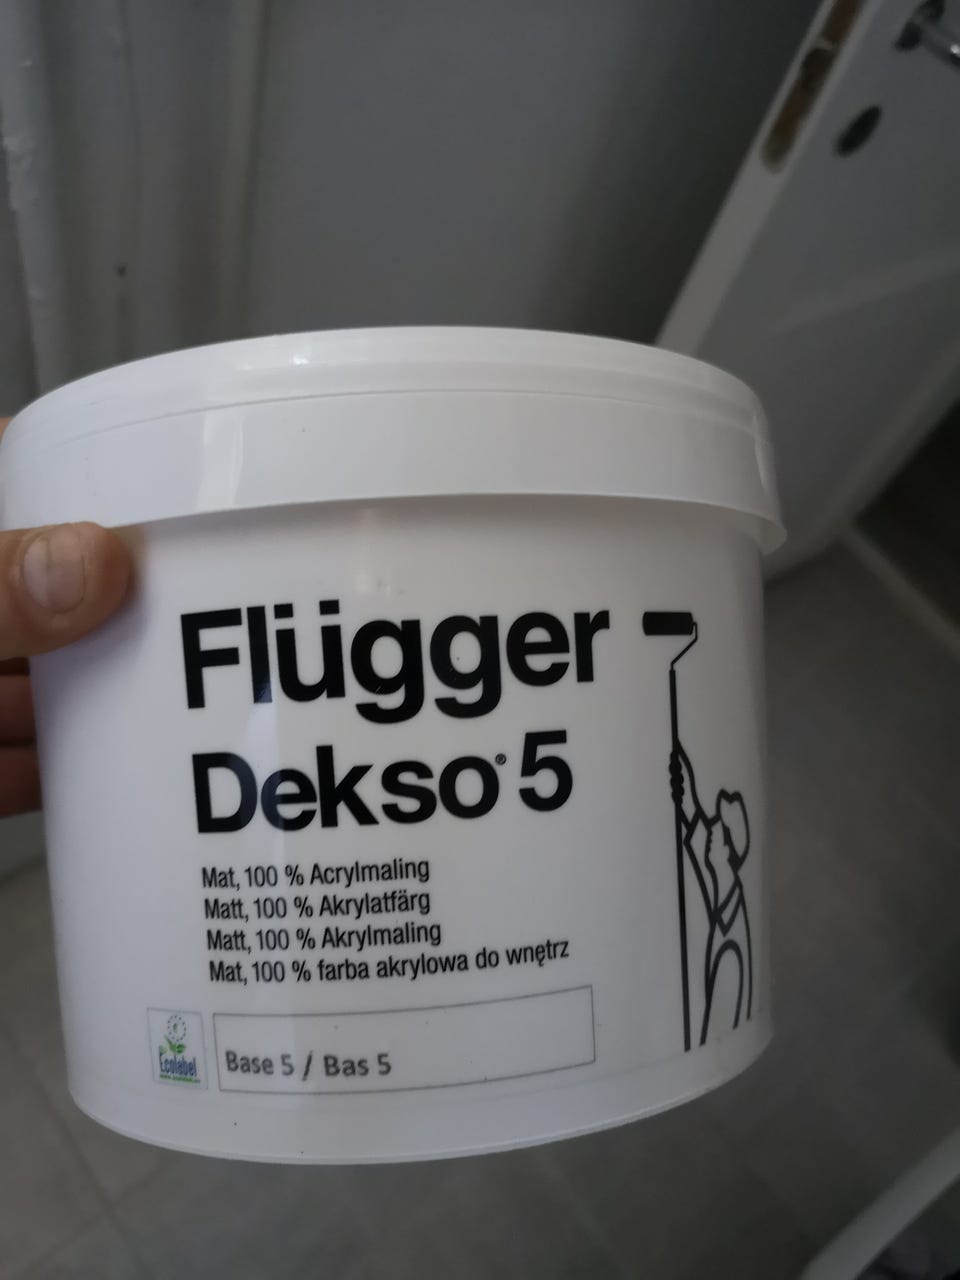 Flügger
Dekso® 5
Mat, 100 % Acrylmaling
Matt, 100 % Akrylatfärg
Matt, 100 % Akrylmaling
Mat, 100 % farba akrylowa do wnętrz
Ecolabel
Base 5 / Bas 5